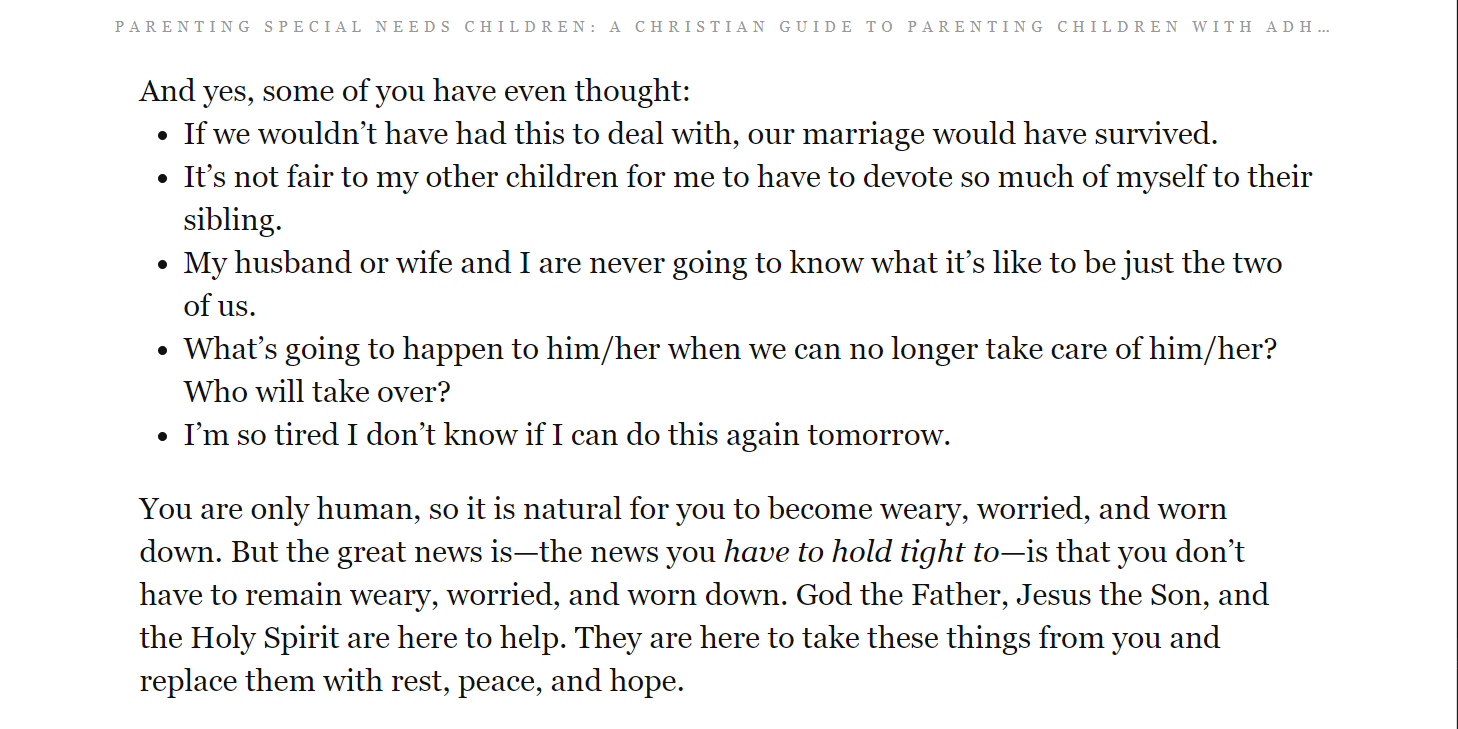 PARENTING SPECIAL NEEDS CHILDREN: A CHRISTIAN GUIDE TO PARENTING CHILDREN WITH ADH…
And yes, some of you have even thought:
• If we wouldn’t have had this to deal with, our marriage would have survived.
• It’s not fair to my other children for me to have to devote so much of myself to their
sibling.
• My husband or wife and I are never going to know what it’s like to be just the two
of us.
• What’s going to happen to him/her when we can no longer take care of him/her?
Who will take over?
• I’m so tired I don’t know if I can do this again tomorrow.
You are only human, so it is natural for you to become weary, worried, and worn
down. But the great news is—the news you have to hold tight to—is that you don’t
have to remain weary, worried, and worn down. God the Father, Jesus the Son, and
the Holy Spirit are here to help. They are here to take these things from you and
replace them with rest, peace, and hope.